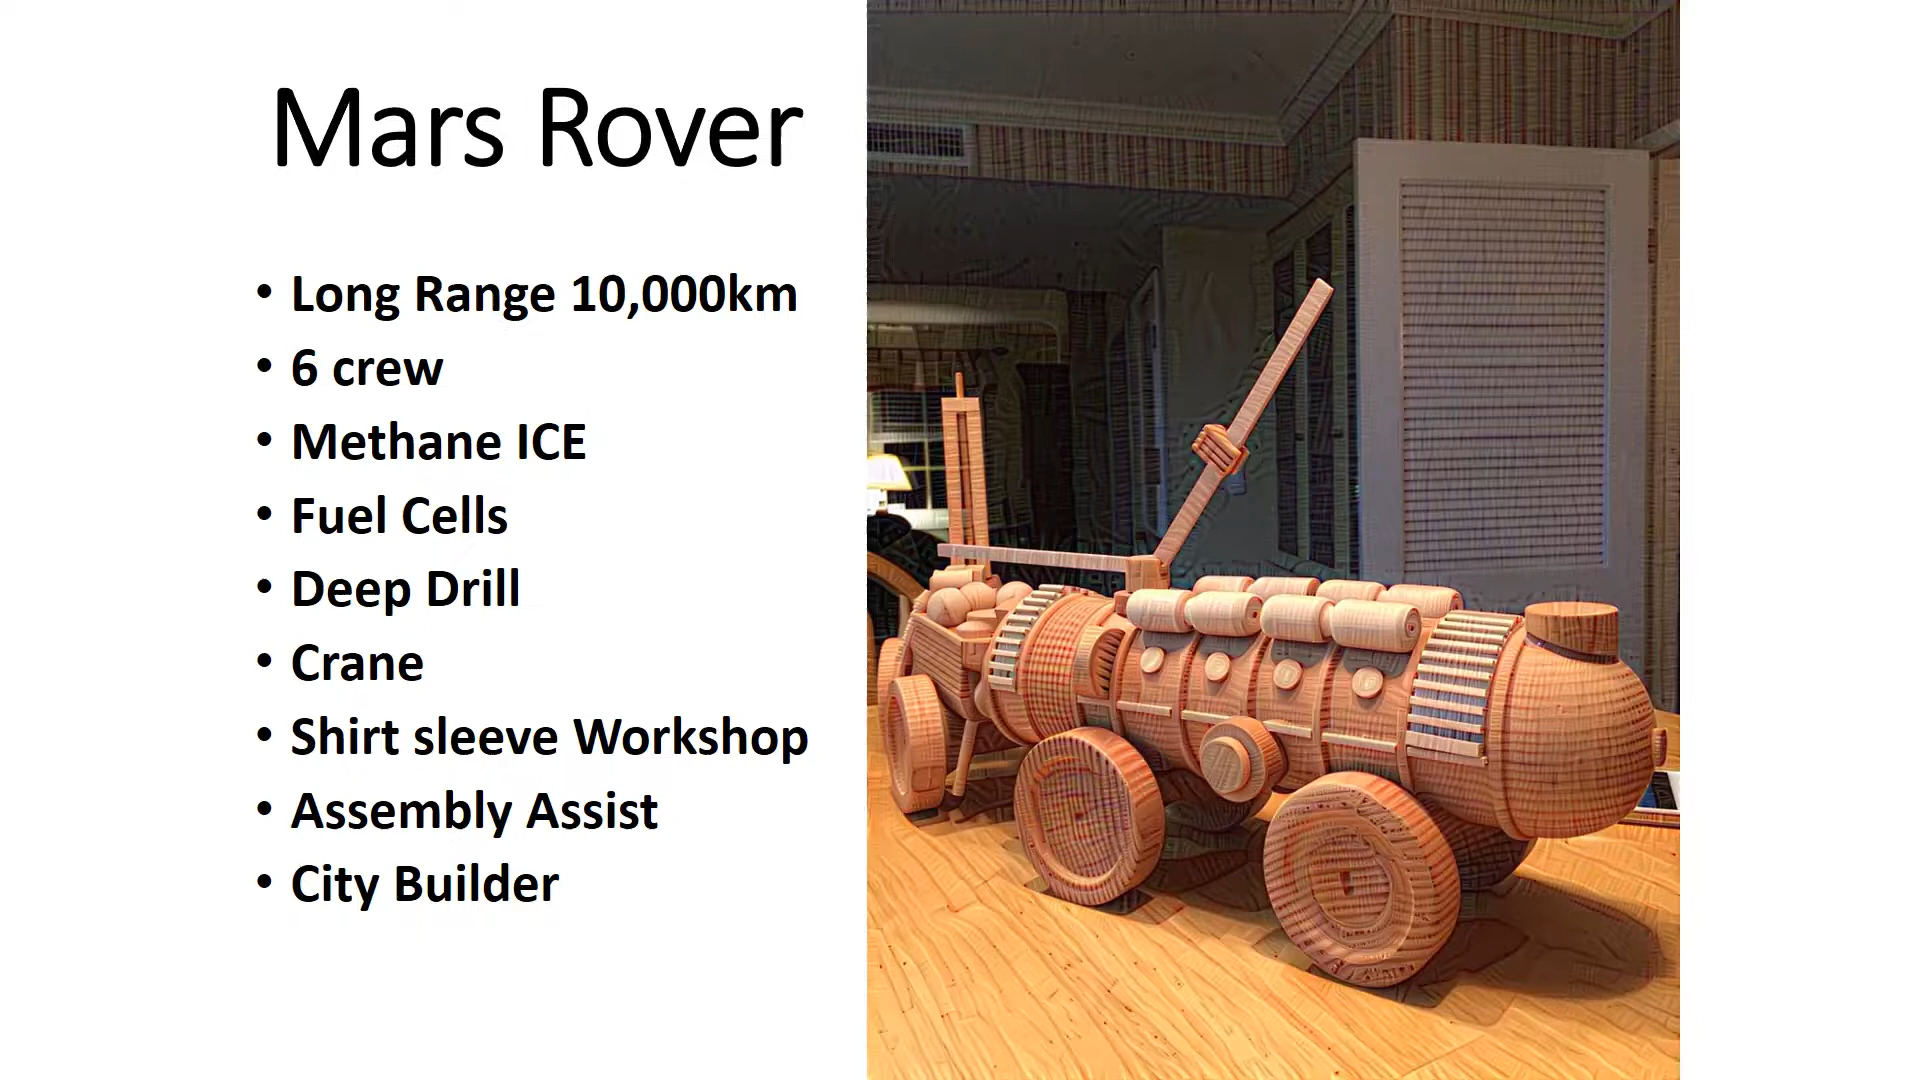 Mars Rover
• Long Range 10,000km
• 6 crew
• Methane ICE
• Fuel Cells
• Deep Drill
• Crane
• Shirt sleeve Workshop
• Assembly Assist
• City Builder